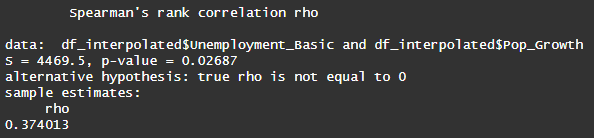 Spearman's rank correlation rho
data:  df_interpolated$Unemployment_Basic and df_interpolated$Pop_Growth
S = 4469.5, p-value = 0.02687
alternative hypothesis: true rho is not equal to 0
sample estimates:
rho
0.374013